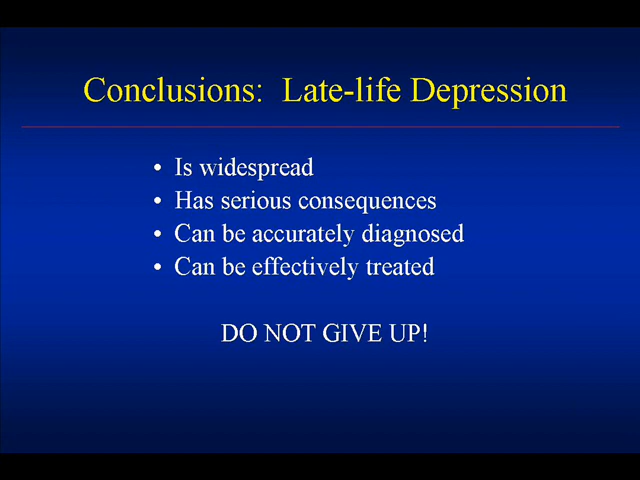 Conclusions:  Late-life Depression
• Is widespread
• Has serious consequences
• Can be accurately diagnosed
• Can be effectively treated
DO NOT GIVE UP!